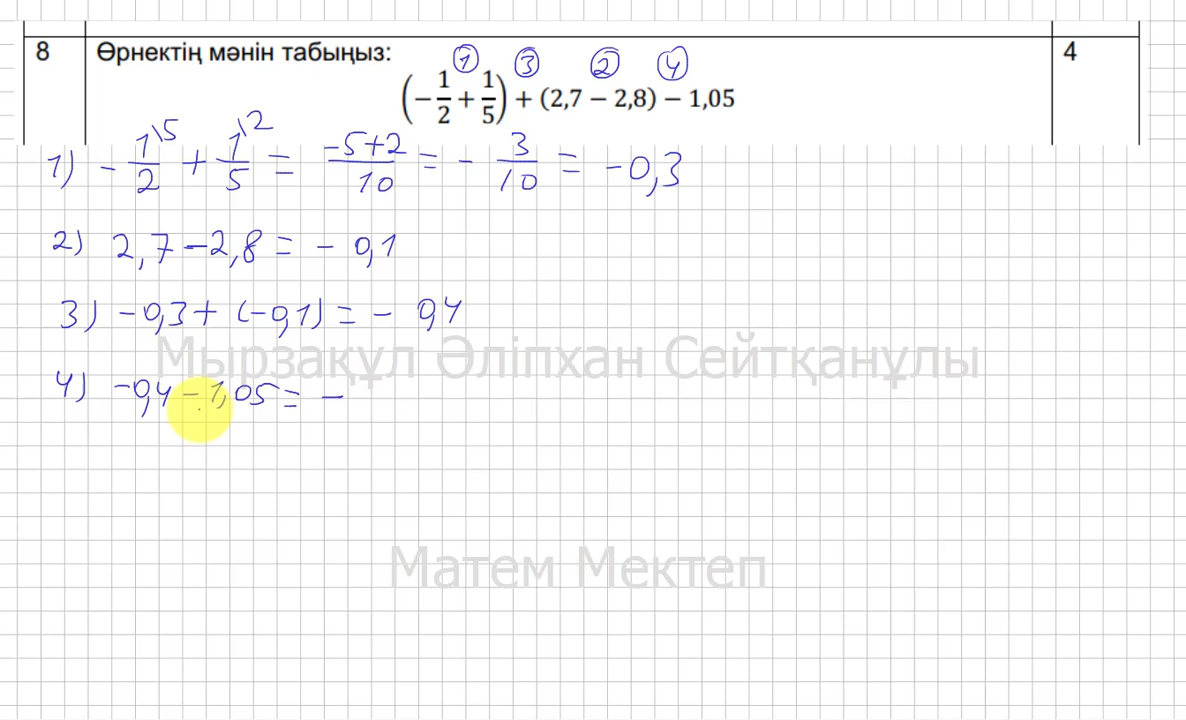 8 Өрнектің мәнін табыңыз: 4
① ③ ② ④
(−1/2 + 1/5) + (2,7 − 2,8) − 1,05
1) - 1\5/2 + 1\2/5 = -5+2/10 = - 3/10 = -0,3
2) 2,7-2,8 = - 0,1
3) -0,3+ (-0,1) = - 0,4
Мырзақұл Әліпхан Сейтқанұлы
4) -0,4 - 1,05 = -
Матем Мектеп